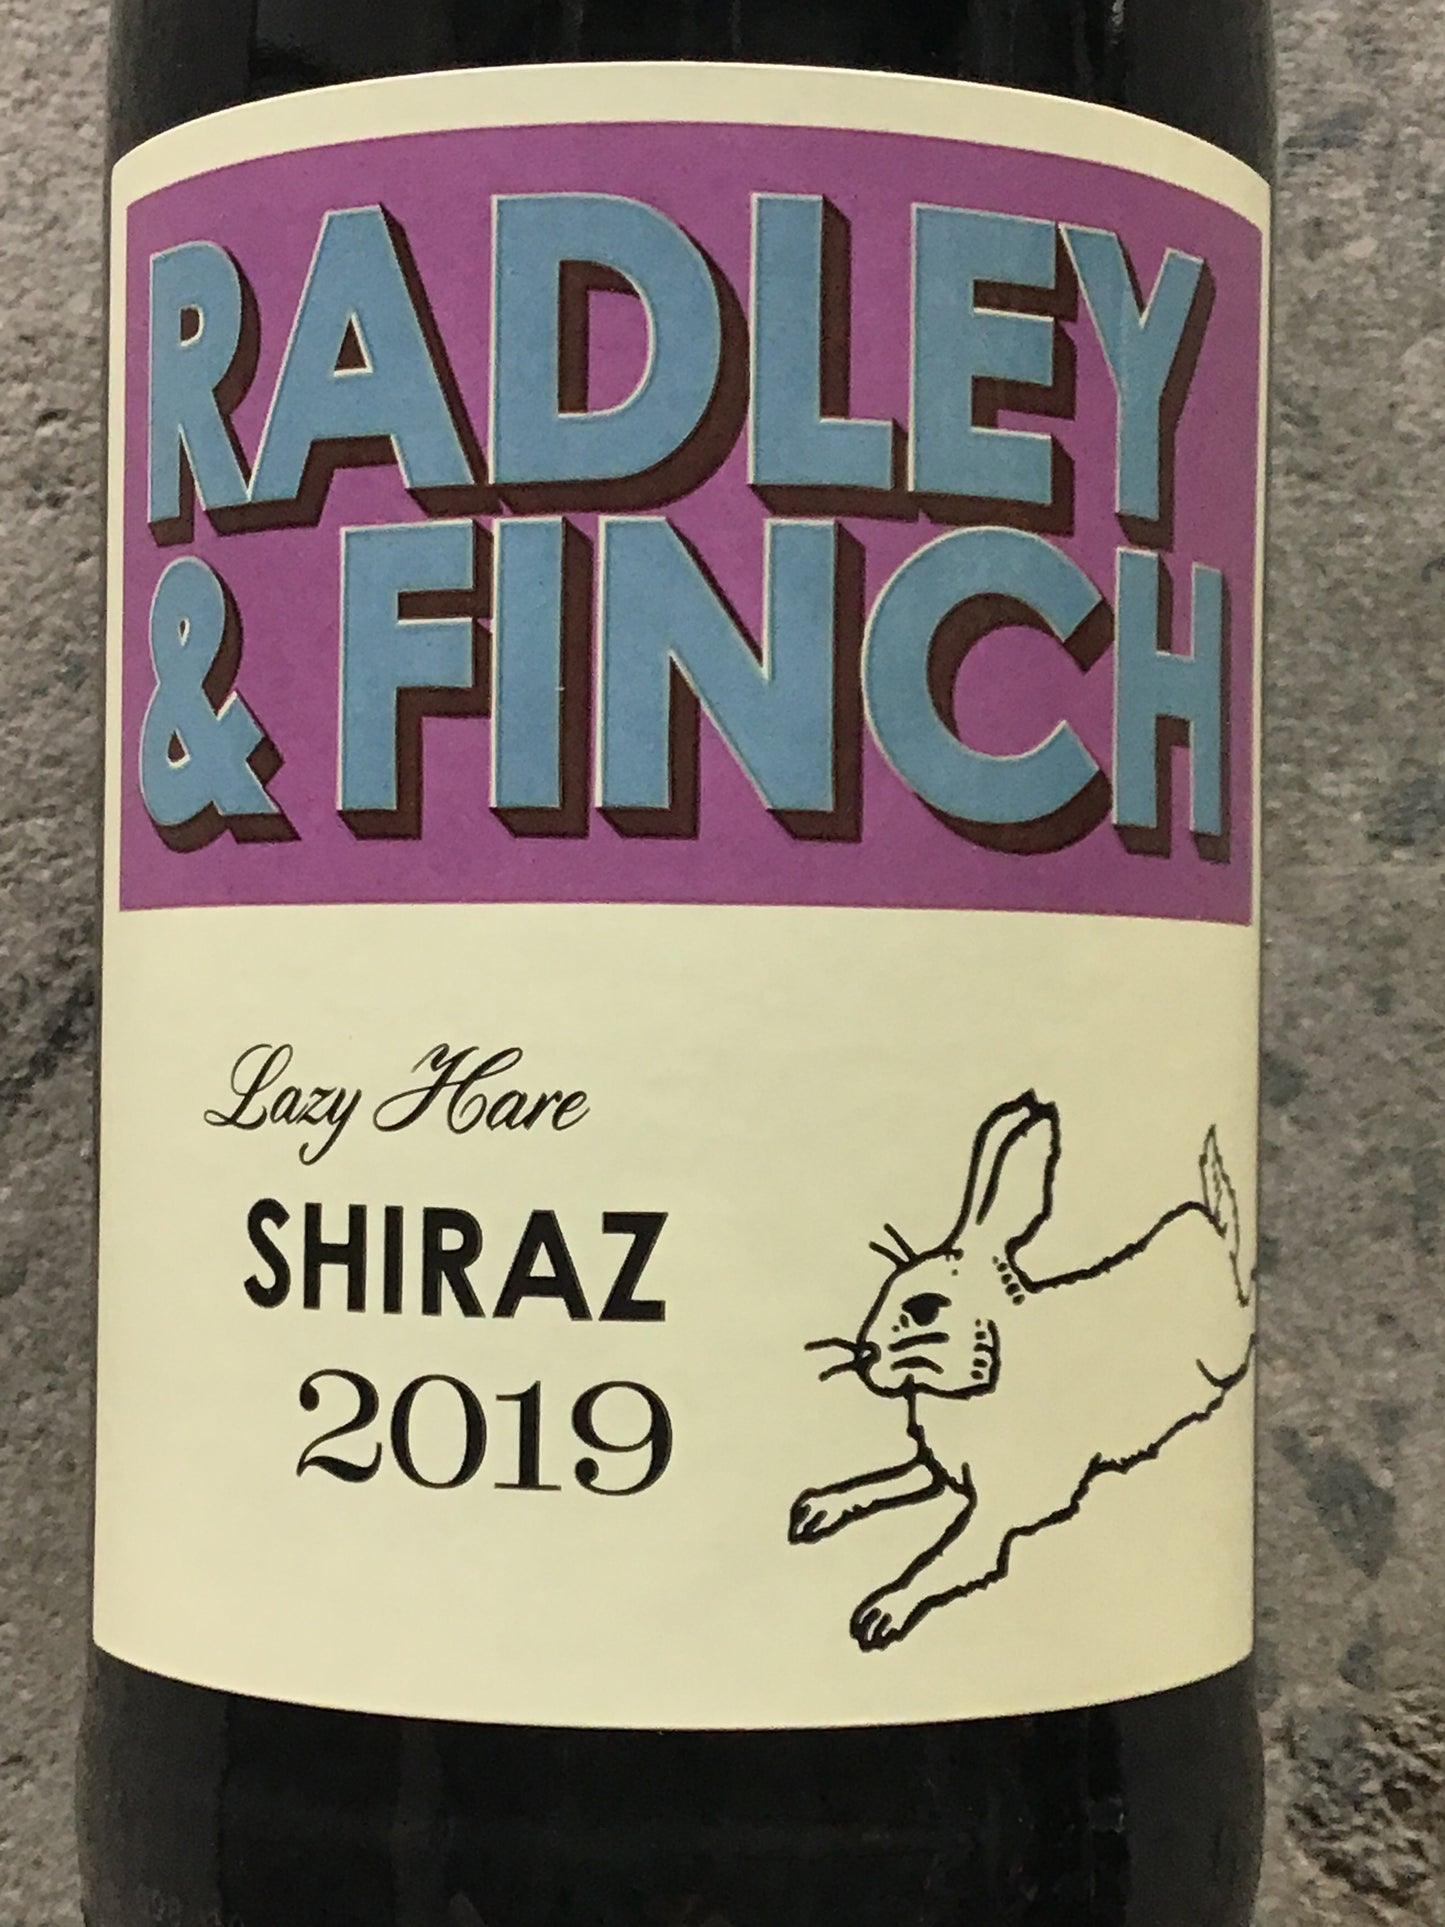 RADLEY
& FINCH
Lazy Hare
SHIRAZ
2019